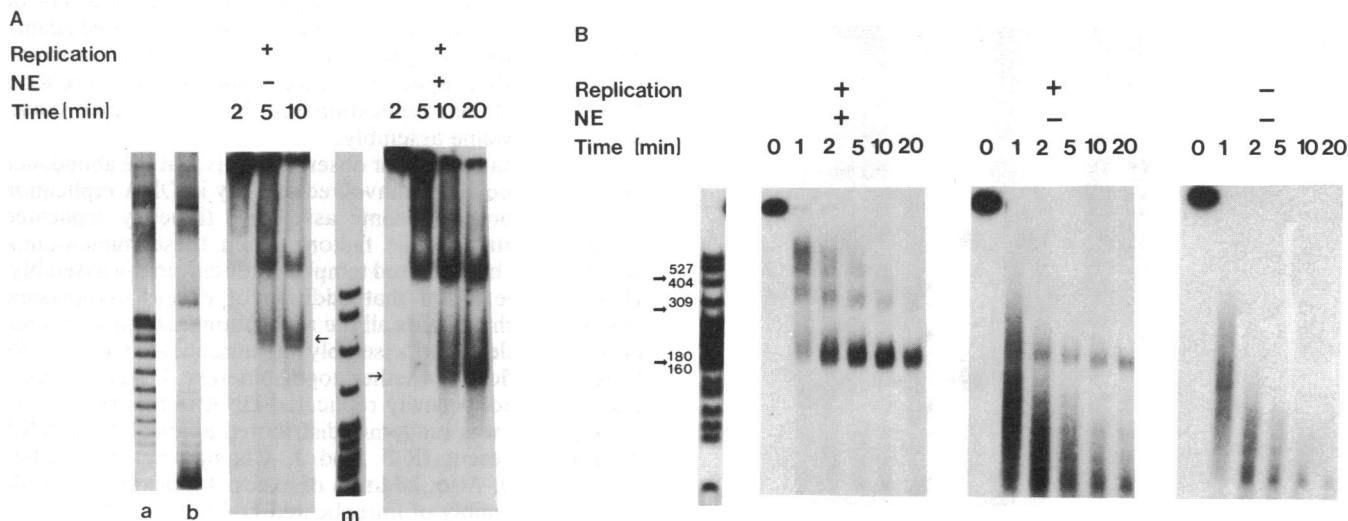 A
Replication + +
NE − +
Time (min) 2 5 10 2 5 10 20
← 
→
a b m
B
Replication + + −
NE + − −
Time (min) 0 1 2 5 10 20 0 1 2 5 10 20 0 1 2 5 10 20
527
→ 404
309
→
180
→ 160